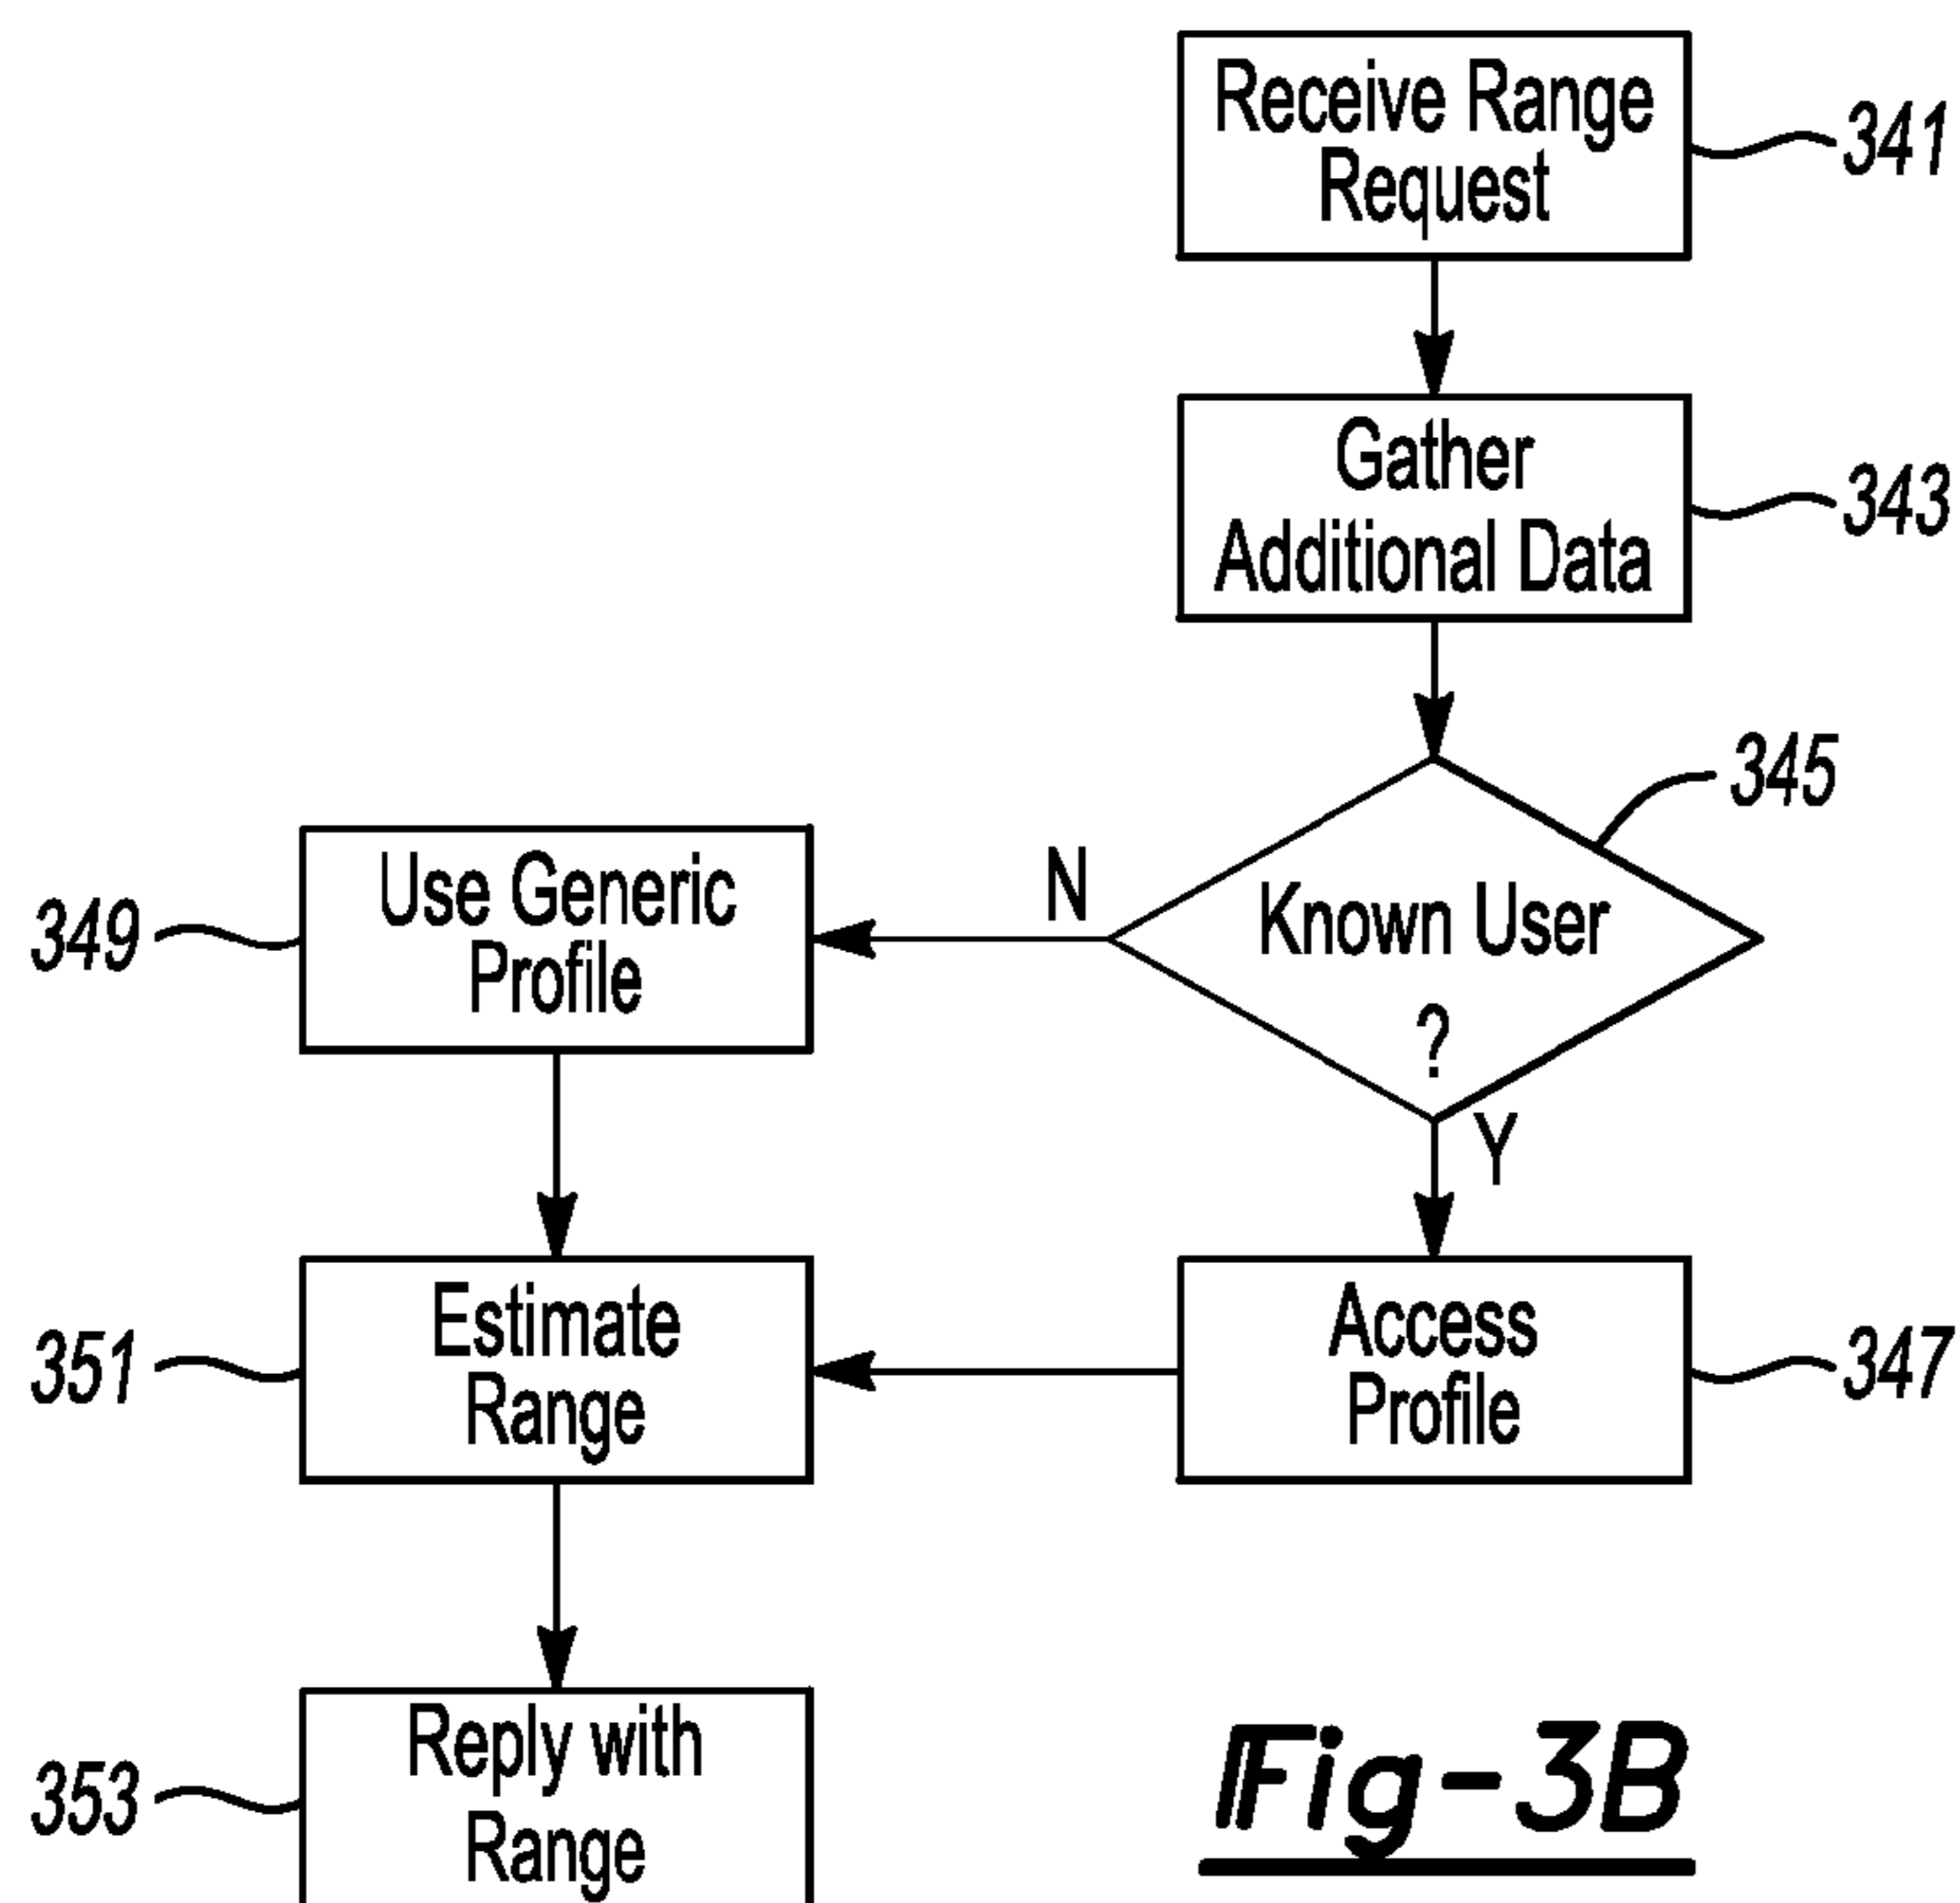 Receive Range
Request
341
Gather
Additional Data
343
345
Known User
?
N
Y
349
Use Generic
Profile
Access
Profile
347
351
Estimate
Range
353
Reply with
Range
Fig-3B